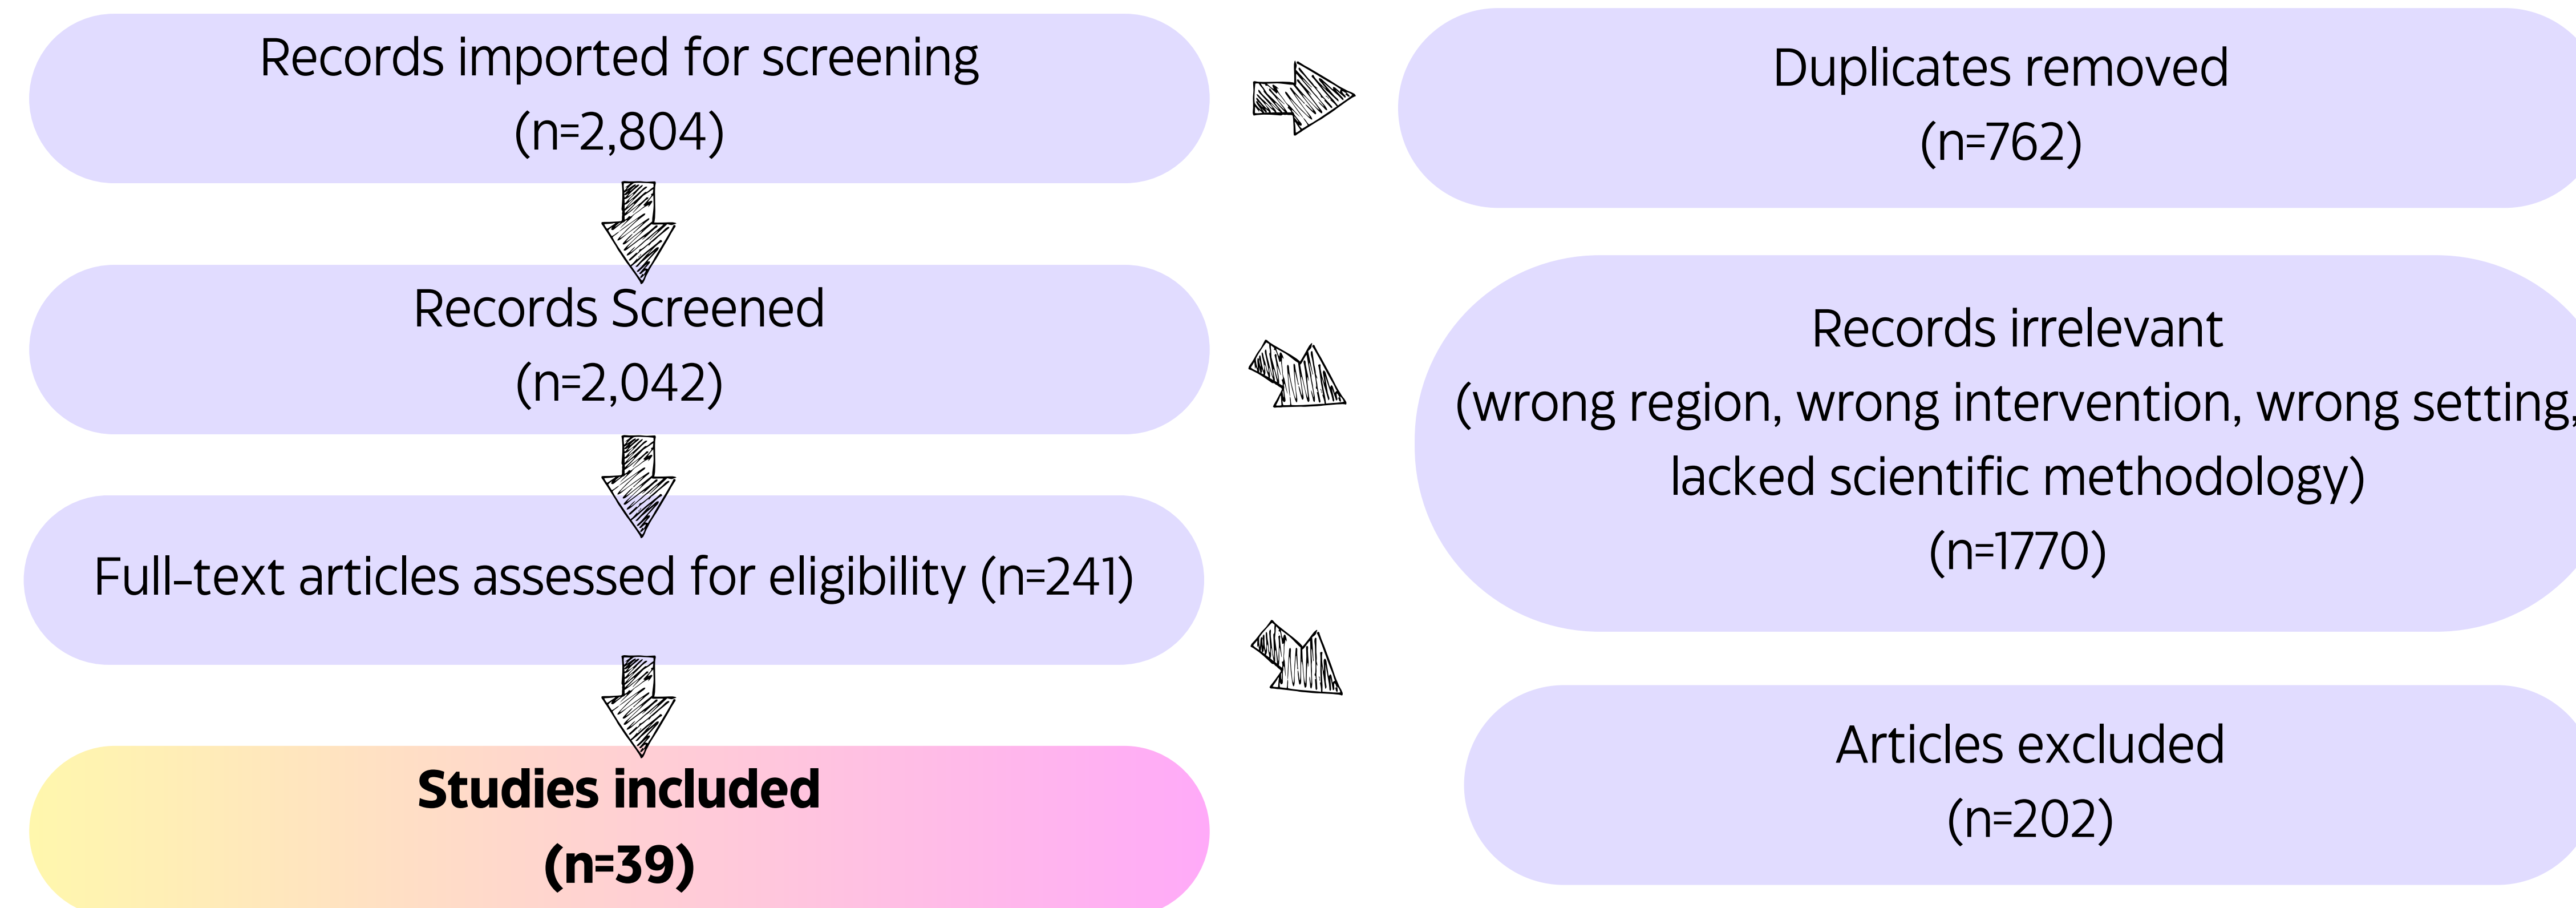 Records imported for screening
(n=2,804)
Duplicates removed
(n=762)
Records Screened
(n=2,042)
Records irrelevant
(wrong region, wrong intervention, wrong setting,
lacked scientific methodology)
(n=1770)
Full-text articles assessed for eligibility (n=241)
Articles excluded
(n=202)
Studies included
(n=39)